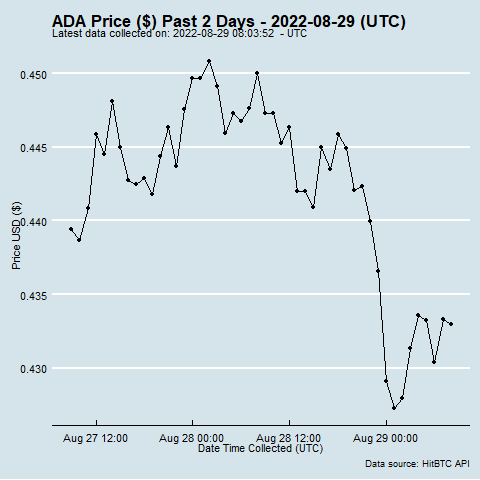 ADA Price ($) Past 2 Days - 2022-08-29 (UTC)
Latest data collected on: 2022-08-29 08:03:52 - UTC
0.450
0.445
0.440
0.435
0.430
Price USD ($)
Aug 27 12:00 Aug 28 00:00 Aug 28 12:00 Aug 29 00:00
Date Time Collected (UTC)
Data source: HitBTC API